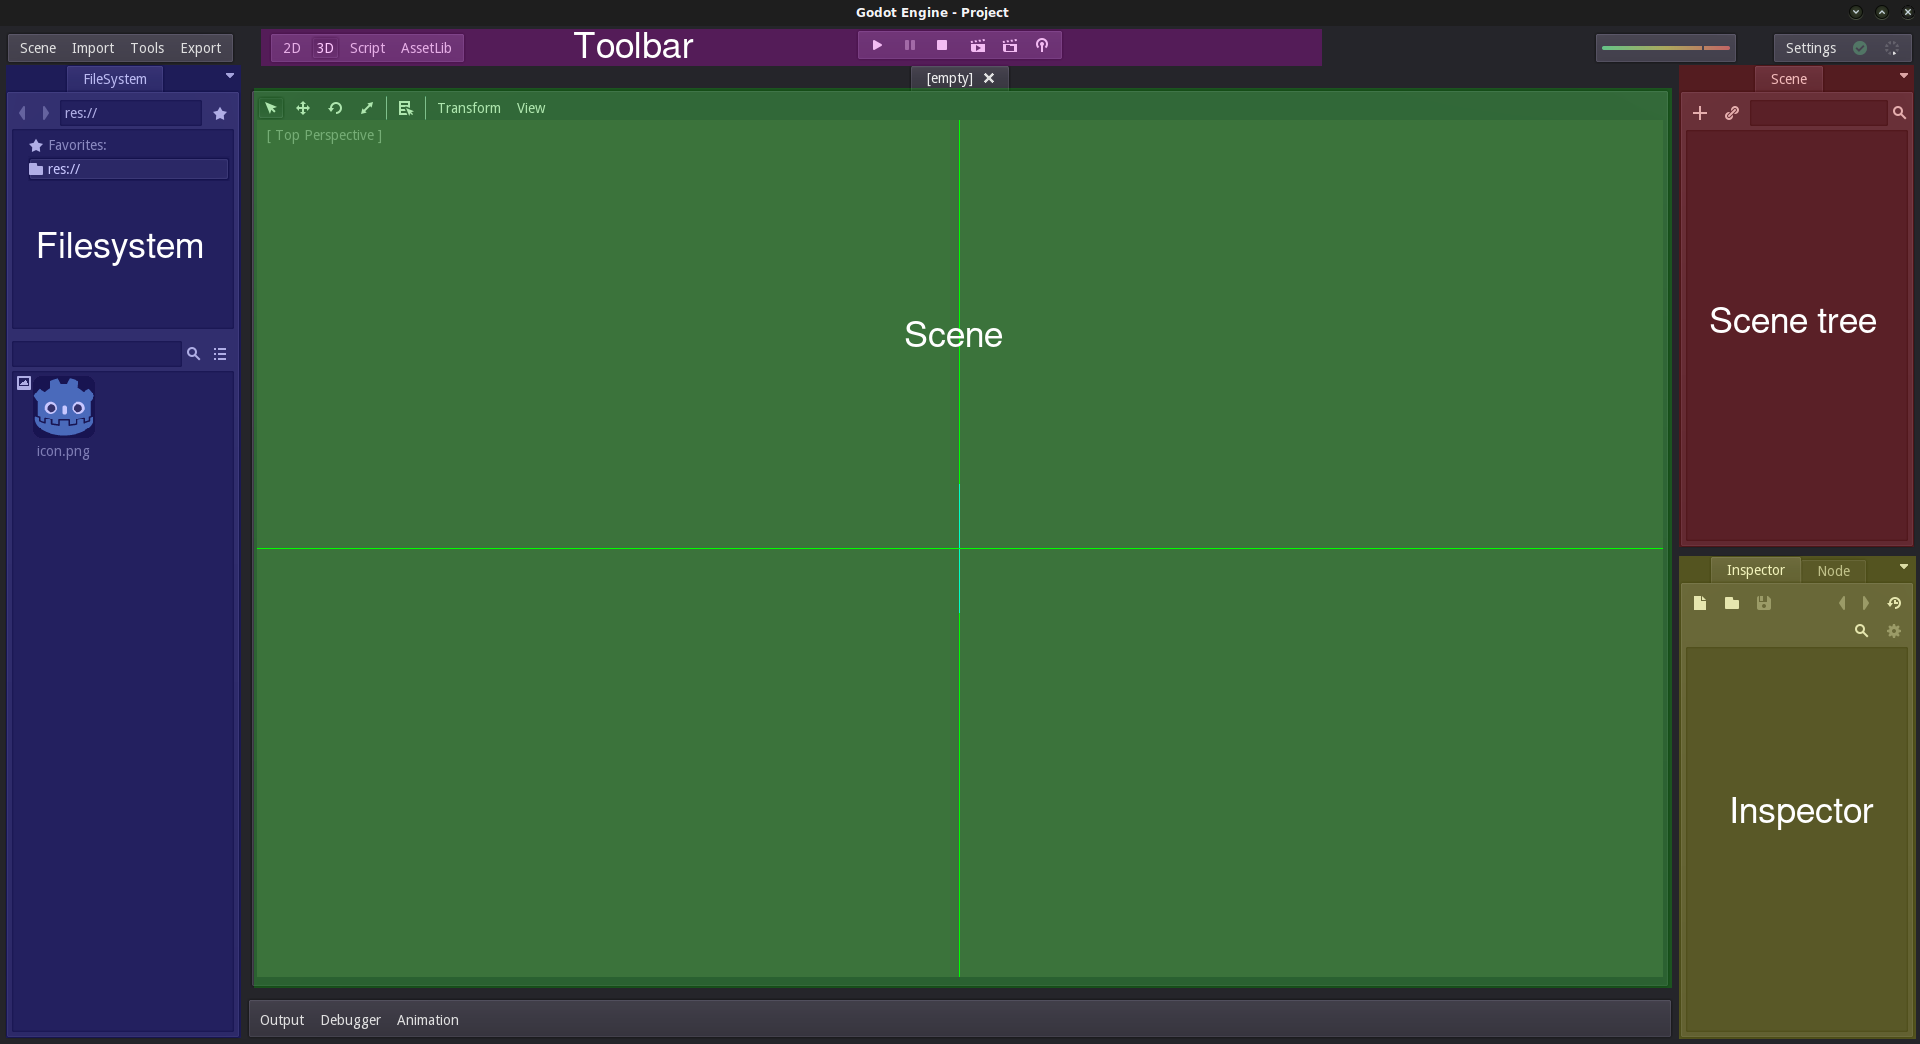 Godot Engine - Project
Scene Import Tools Export
2D 3D Script AssetLib
Toolbar
Settings
FileSystem
[empty]
Scene
res://
Transform View
Favorites:
[ Top Perspective ]
res://
Filesystem
Scene
Scene tree
icon.png
Inspector Node
Inspector
Output Debugger Animation